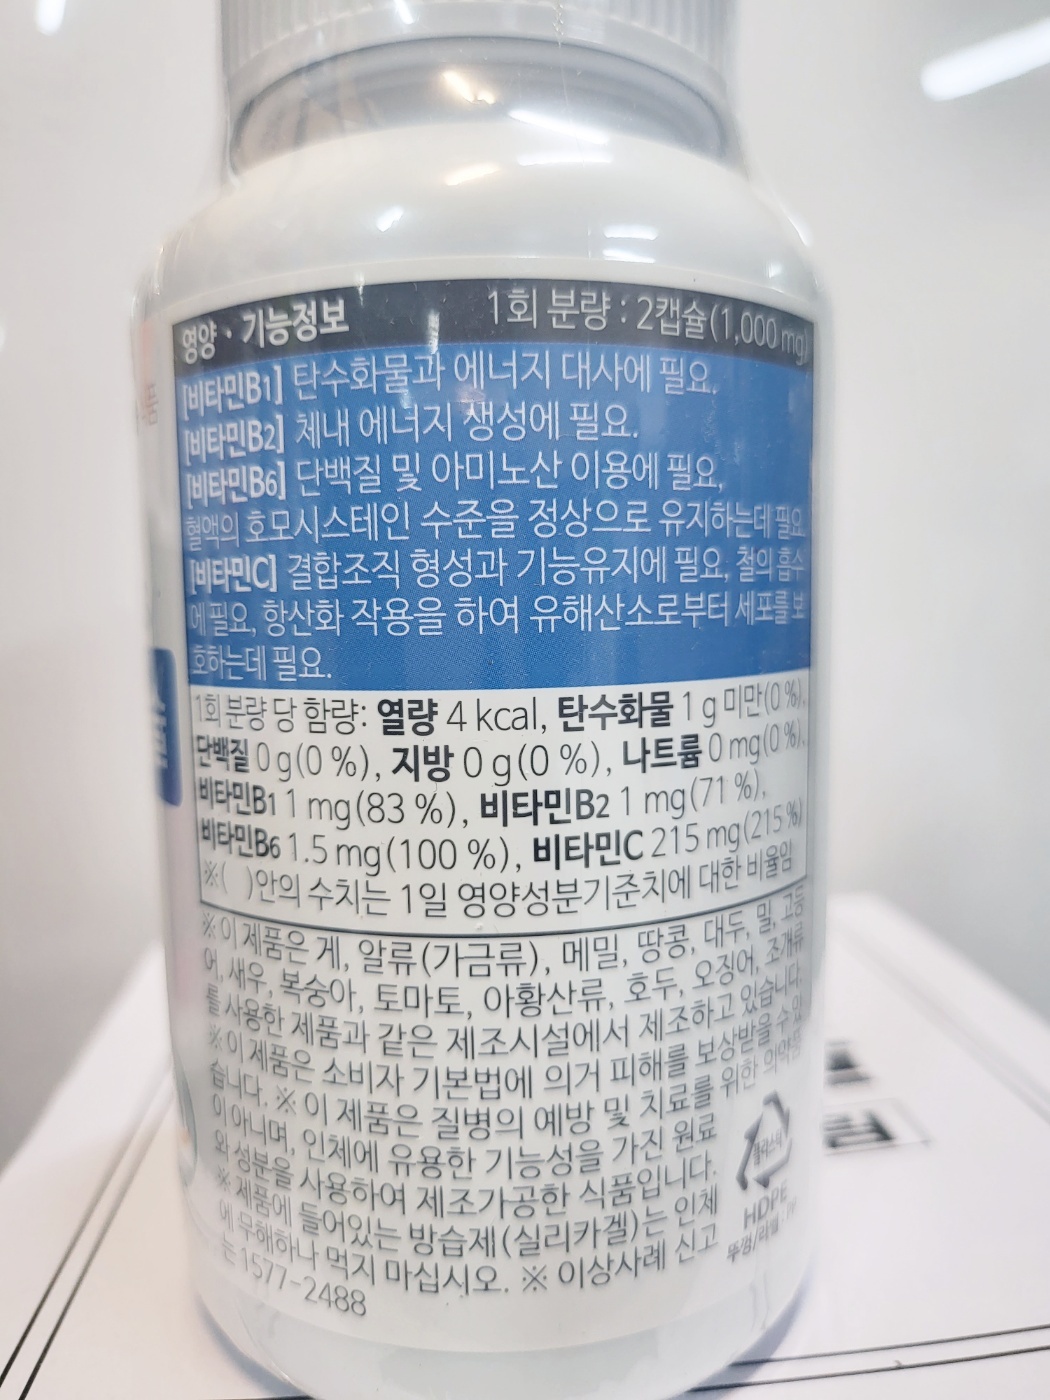 영양·기능정보 1회 분량 : 2캡슐(1,000 mg)
[비타민B1] 탄수화물과 에너지 대사에 필요.
[비타민B2] 체내 에너지 생성에 필요.
[비타민B6] 단백질 및 아미노산 이용에 필요,
혈액의 호모시스테인 수준을 정상으로 유지하는데 필요.
[비타민C] 결합조직 형성과 기능유지에 필요, 철의 흡수
에 필요, 항산화 작용을 하여 유해산소로부터 세포를 보
호하는데 필요.
1회 분량 당 함량: 열량 4 kcal, 탄수화물 1 g 미만(0 %),
단백질 0 g(0 %), 지방 0 g(0 %), 나트륨 0 mg(0 %),
비타민B1 1 mg(83 %), 비타민B2 1 mg(71 %),
비타민B6 1.5 mg(100 %), 비타민C 215 mg(215 %)
※( )안의 수치는 1일 영양성분기준치에 대한 비율임
※ 이 제품은 게, 알류(가금류), 메밀, 땅콩, 대두, 밀, 고등
어, 새우, 복숭아, 토마토, 아황산류, 호두, 오징어, 조개류
를 사용한 제품과 같은 제조시설에서 제조하고 있습니다.
※ 이 제품은 소비자 기본법에 의거 피해를 보상받을 수 있
습니다. ※ 이 제품은 질병의 예방 및 치료를 위한 의약품
이 아니며, 인체에 유용한 기능성을 가진 원료
와 성분을 사용하여 제조가공한 식품입니다.
※ 제품에 들어있는 방습제(실리카겔)는 인체
에 무해하나 먹지 마십시오. ※ 이상사례 신고
는 1577-2488
플라스틱
HDPE
뚜껑/라벨: